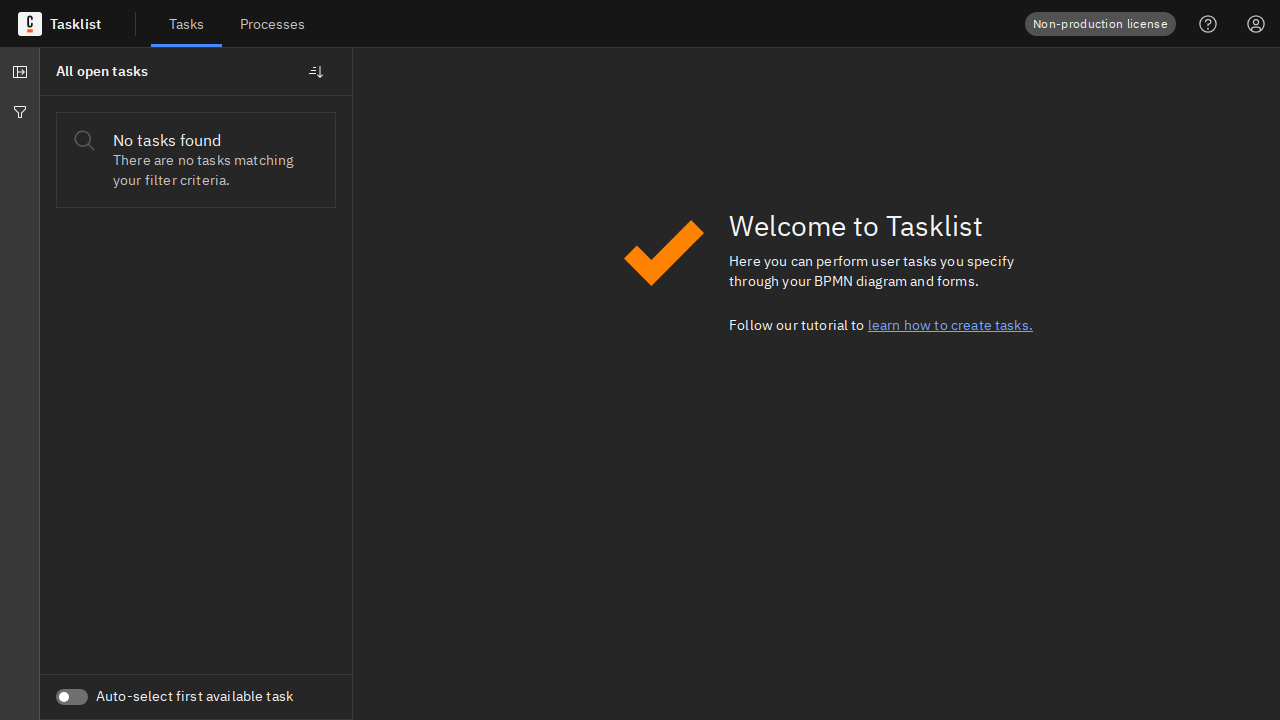 Tasklist
Tasks
Processes
Non-production license
All open tasks
No tasks found
There are no tasks matching
your filter criteria.
Welcome to Tasklist
Here you can perform user tasks you specify
through your BPMN diagram and forms.
Follow our tutorial to learn how to create tasks.
Auto-select first available task